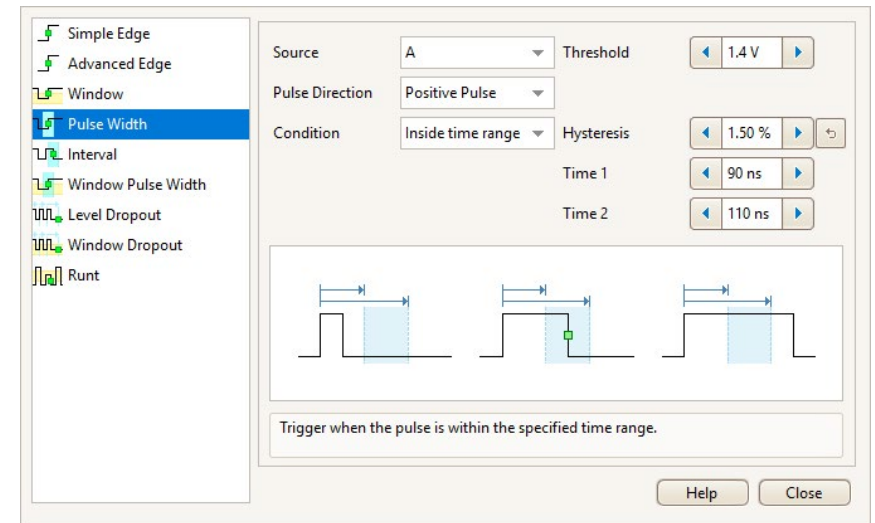 Simple Edge
Advanced Edge
Window
Pulse Width
Interval
Window Pulse Width
Level Dropout
Window Dropout
Runt
Source A Threshold 1.4 V
Pulse Direction Positive Pulse
Condition Inside time range Hysteresis 1.50 %
Time 1 90 ns
Time 2 110 ns
Trigger when the pulse is within the specified time range.
Help Close